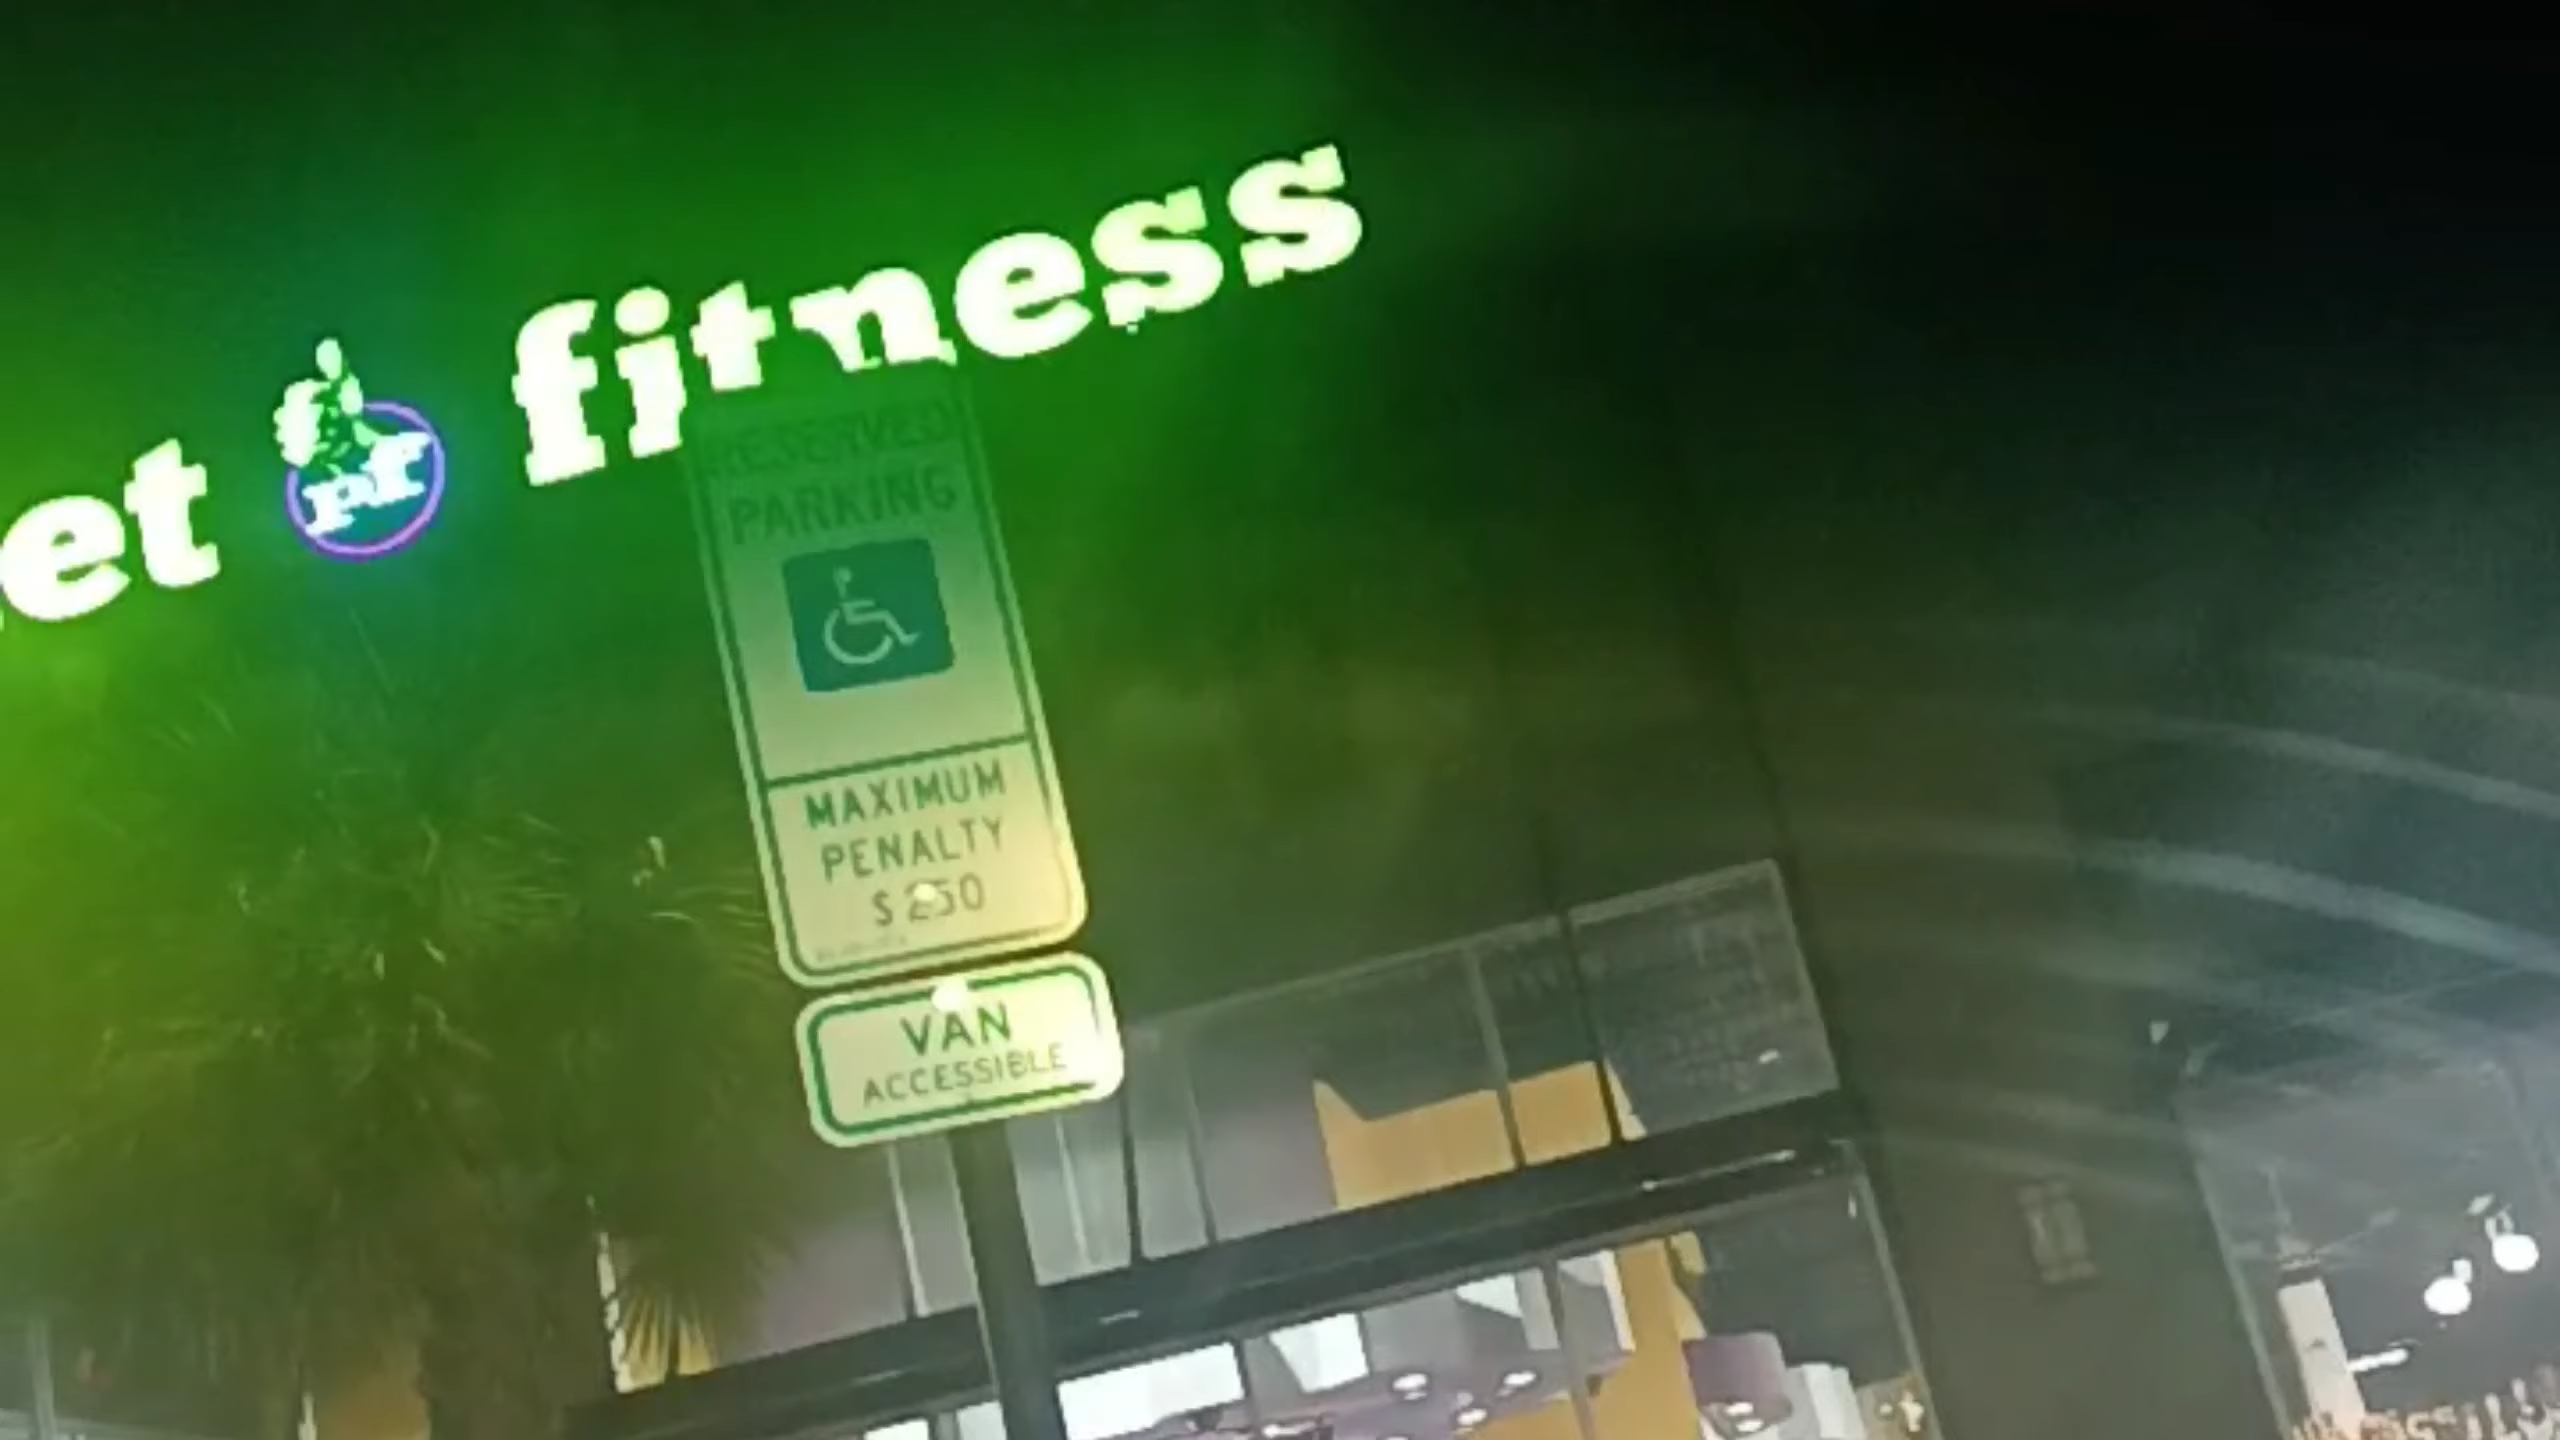 et pf fitness
RESERVED
PARKING
MAXIMUM
PENALTY
$250
VAN
ACCESSIBLE